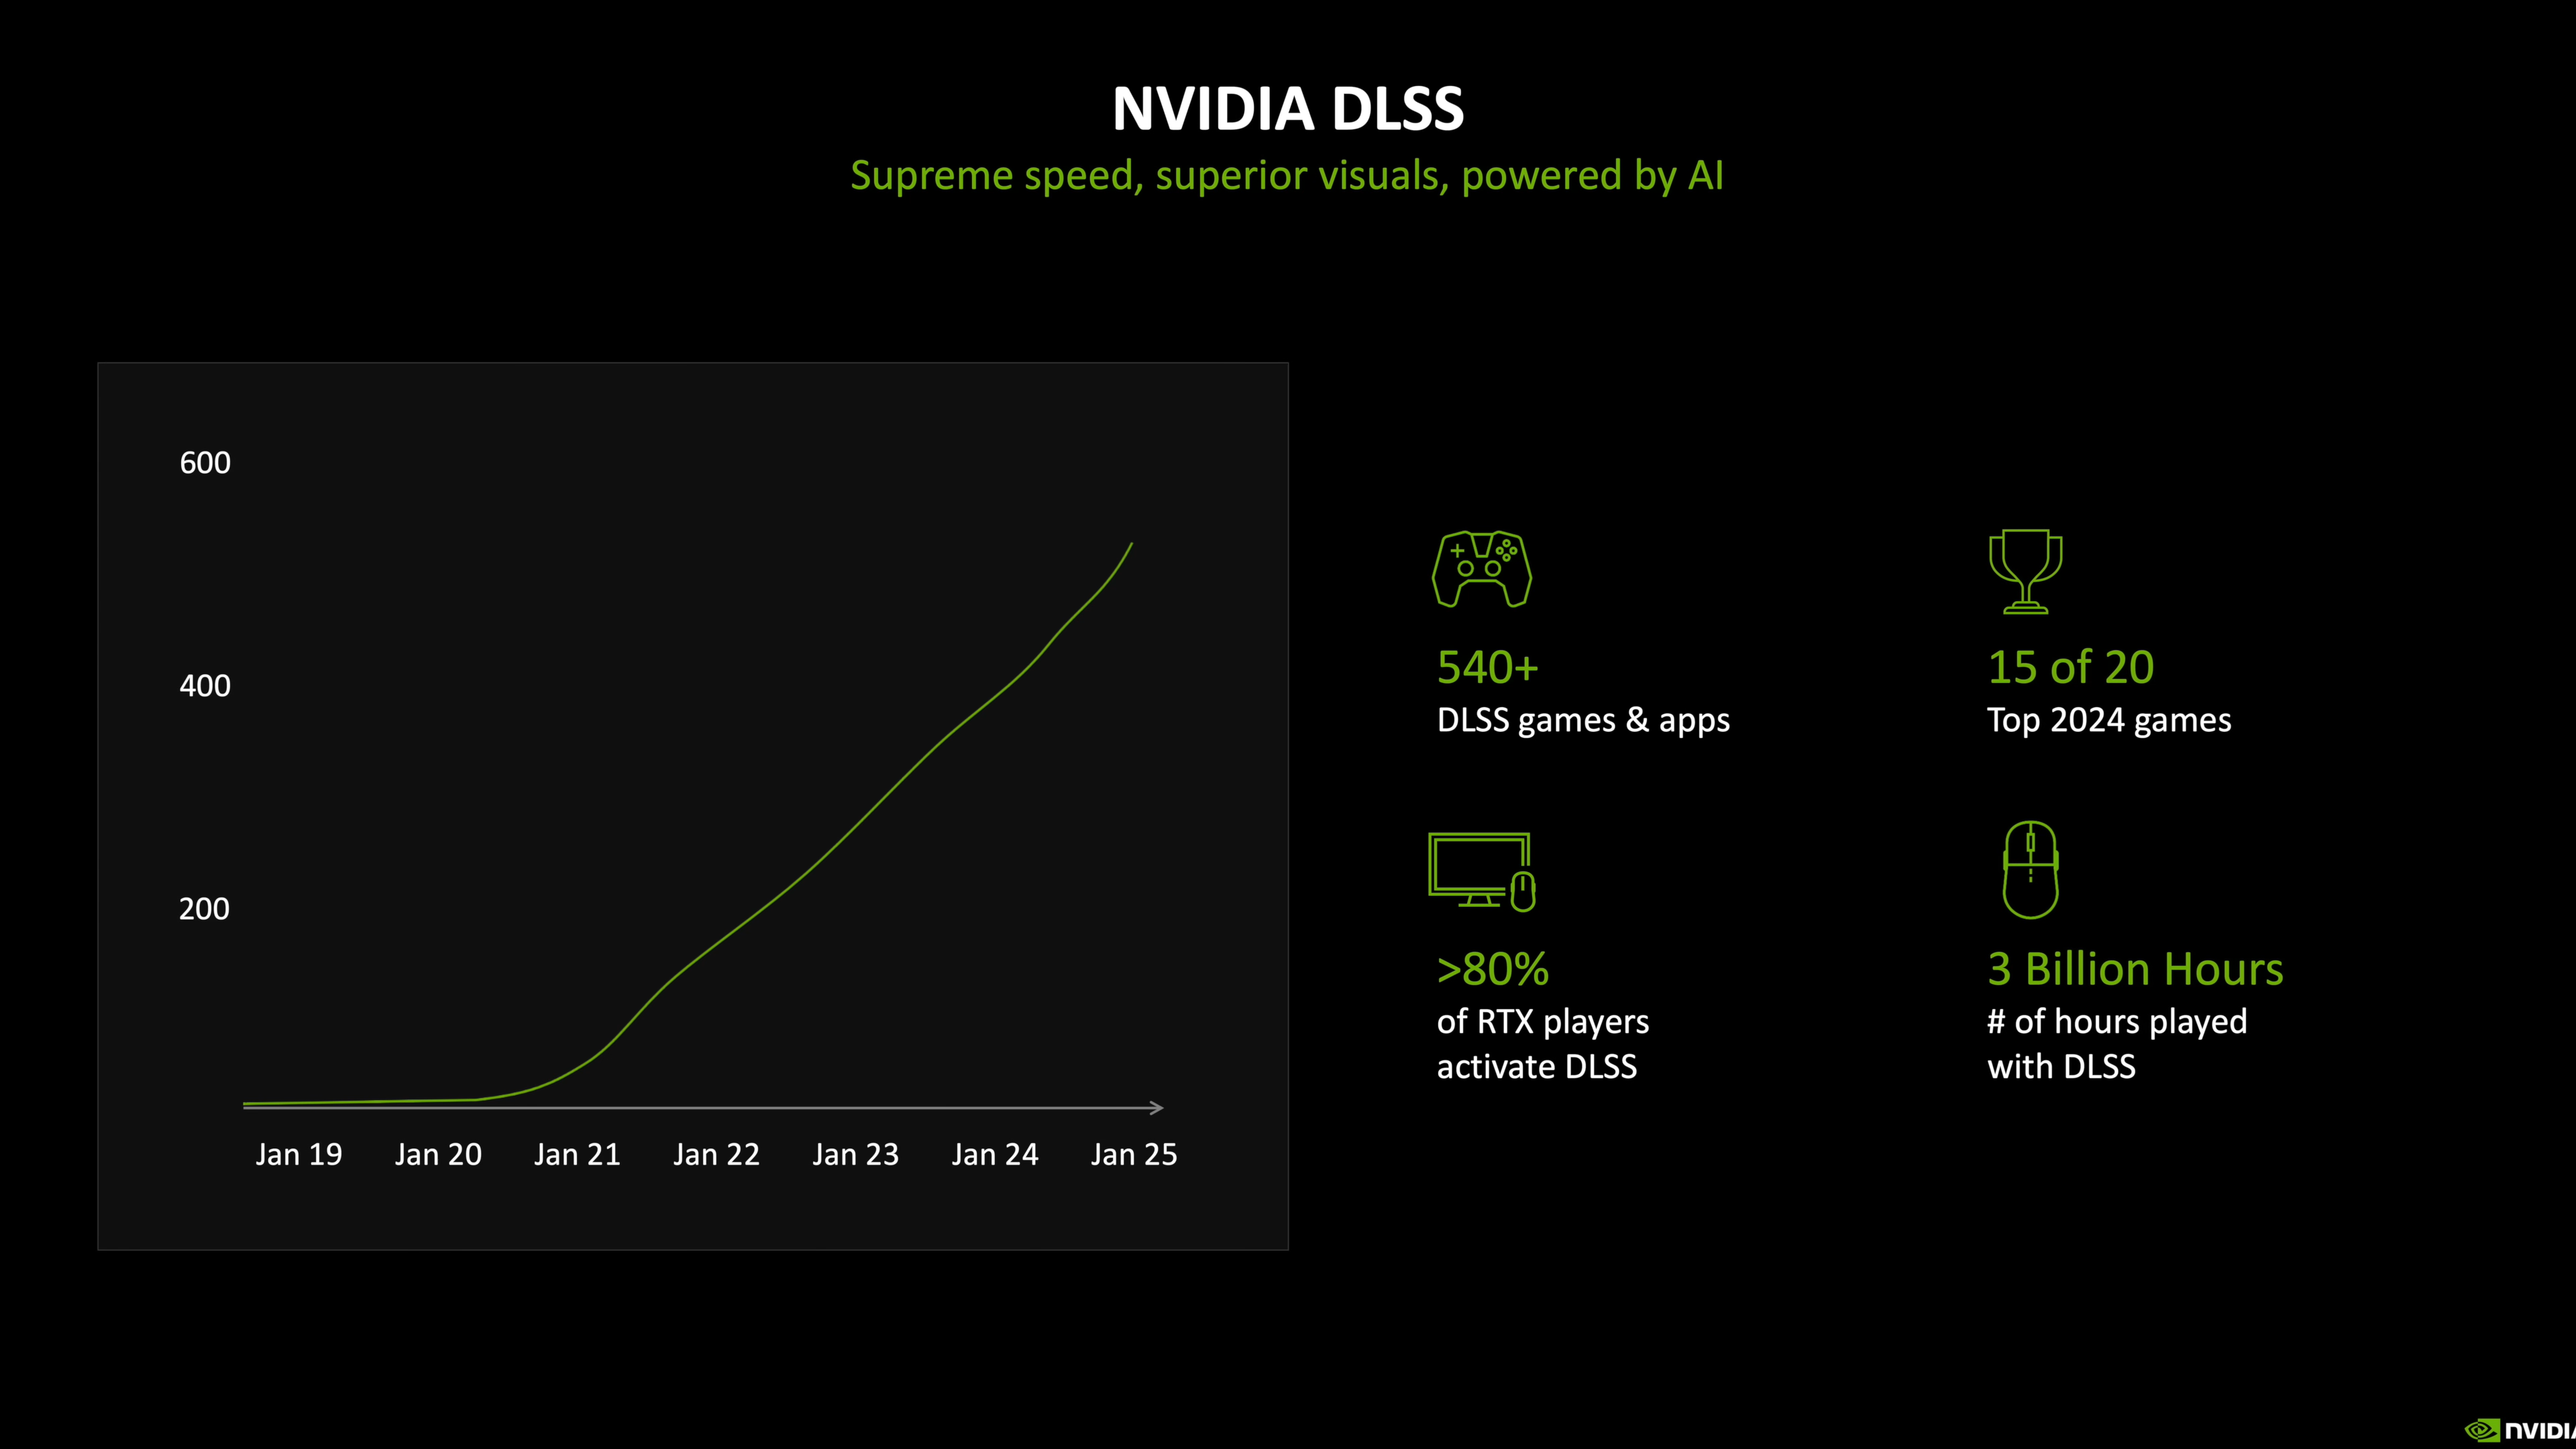 NVIDIA DLSS
Supreme speed, superior visuals, powered by AI
600
400
200
Jan 19 Jan 20 Jan 21 Jan 22 Jan 23 Jan 24 Jan 25
540+
DLSS games & apps
15 of 20
Top 2024 games
>80%
of RTX players
activate DLSS
3 Billion Hours
# of hours played
with DLSS
NVIDIA